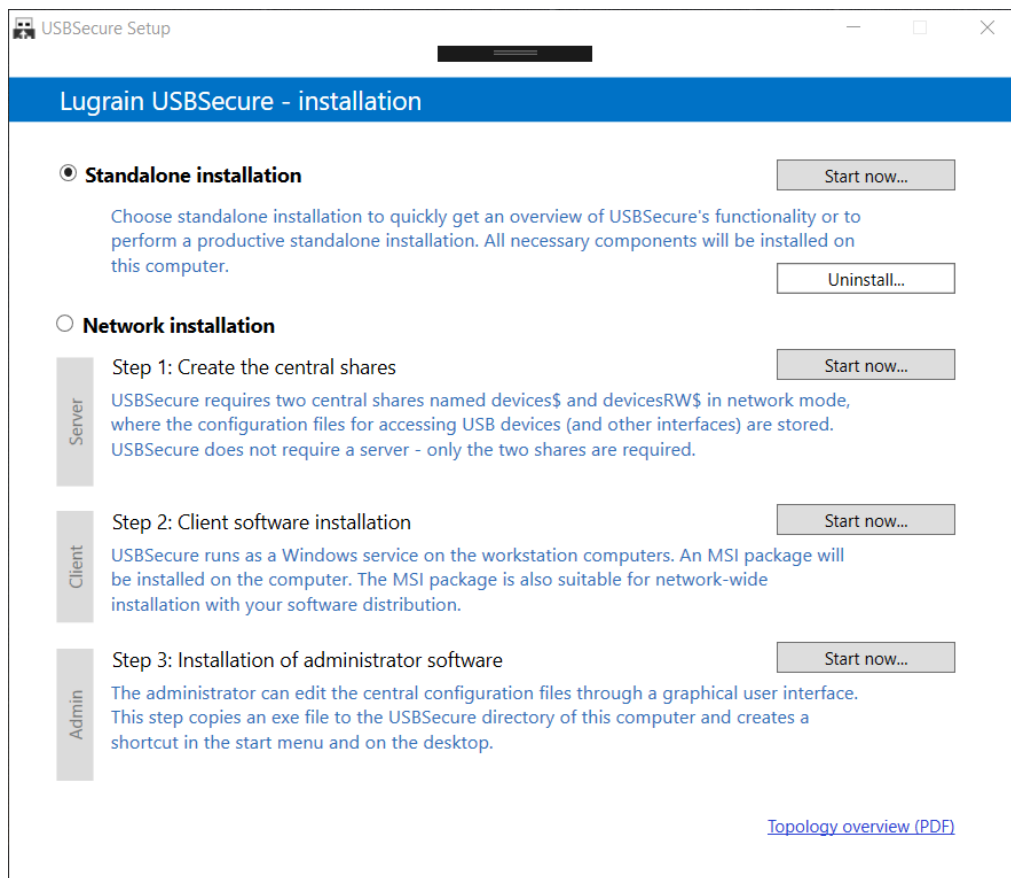 USBSecure Setup
Lugrain USBSecure - installation
Standalone installation
Start now...
Choose standalone installation to quickly get an overview of USBSecure's functionality or to
perform a productive standalone installation. All necessary components will be installed on
this computer.
Uninstall...
Network installation
Server
Step 1: Create the central shares
Start now...
USBSecure requires two central shares named devices$ and devicesRW$ in network mode,
where the configuration files for accessing USB devices (and other interfaces) are stored.
USBSecure does not require a server - only the two shares are required.
Client
Step 2: Client software installation
Start now...
USBSecure runs as a Windows service on the workstation computers. An MSI package will
be installed on the computer. The MSI package is also suitable for network-wide
installation with your software distribution.
Admin
Step 3: Installation of administrator software
Start now...
The administrator can edit the central configuration files through a graphical user interface.
This step copies an exe file to the USBSecure directory of this computer and creates a
shortcut in the start menu and on the desktop.
Topology overview (PDF)